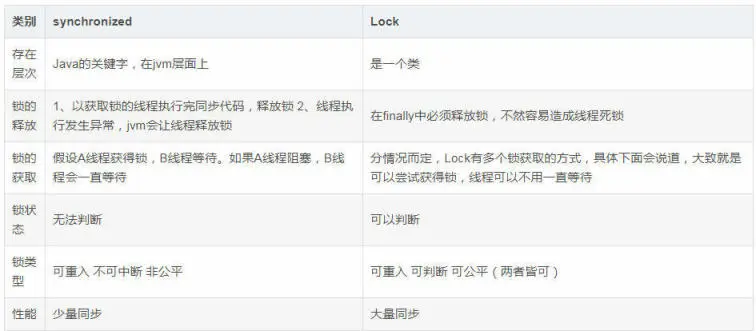 类别 synchronized Lock
存在层次 Java的关键字，在jvm层面上 是一个类
锁的释放 1、以获取锁的线程执行完同步代码，释放锁 2、线程执行发生异常，jvm会让线程释放锁 在finally中必须释放锁，不然容易造成线程死锁
锁的获取 假设A线程获得锁，B线程等待。如果A线程阻塞，B线程会一直等待 分情况而定，Lock有多个锁获取的方式，具体下面会说道，大致就是可以尝试获得锁，线程可以不用一直等待
锁状态 无法判断 可以判断
锁类型 可重入 不可中断 非公平 可重入 可判断 可公平（两者皆可）
性能 少量同步 大量同步